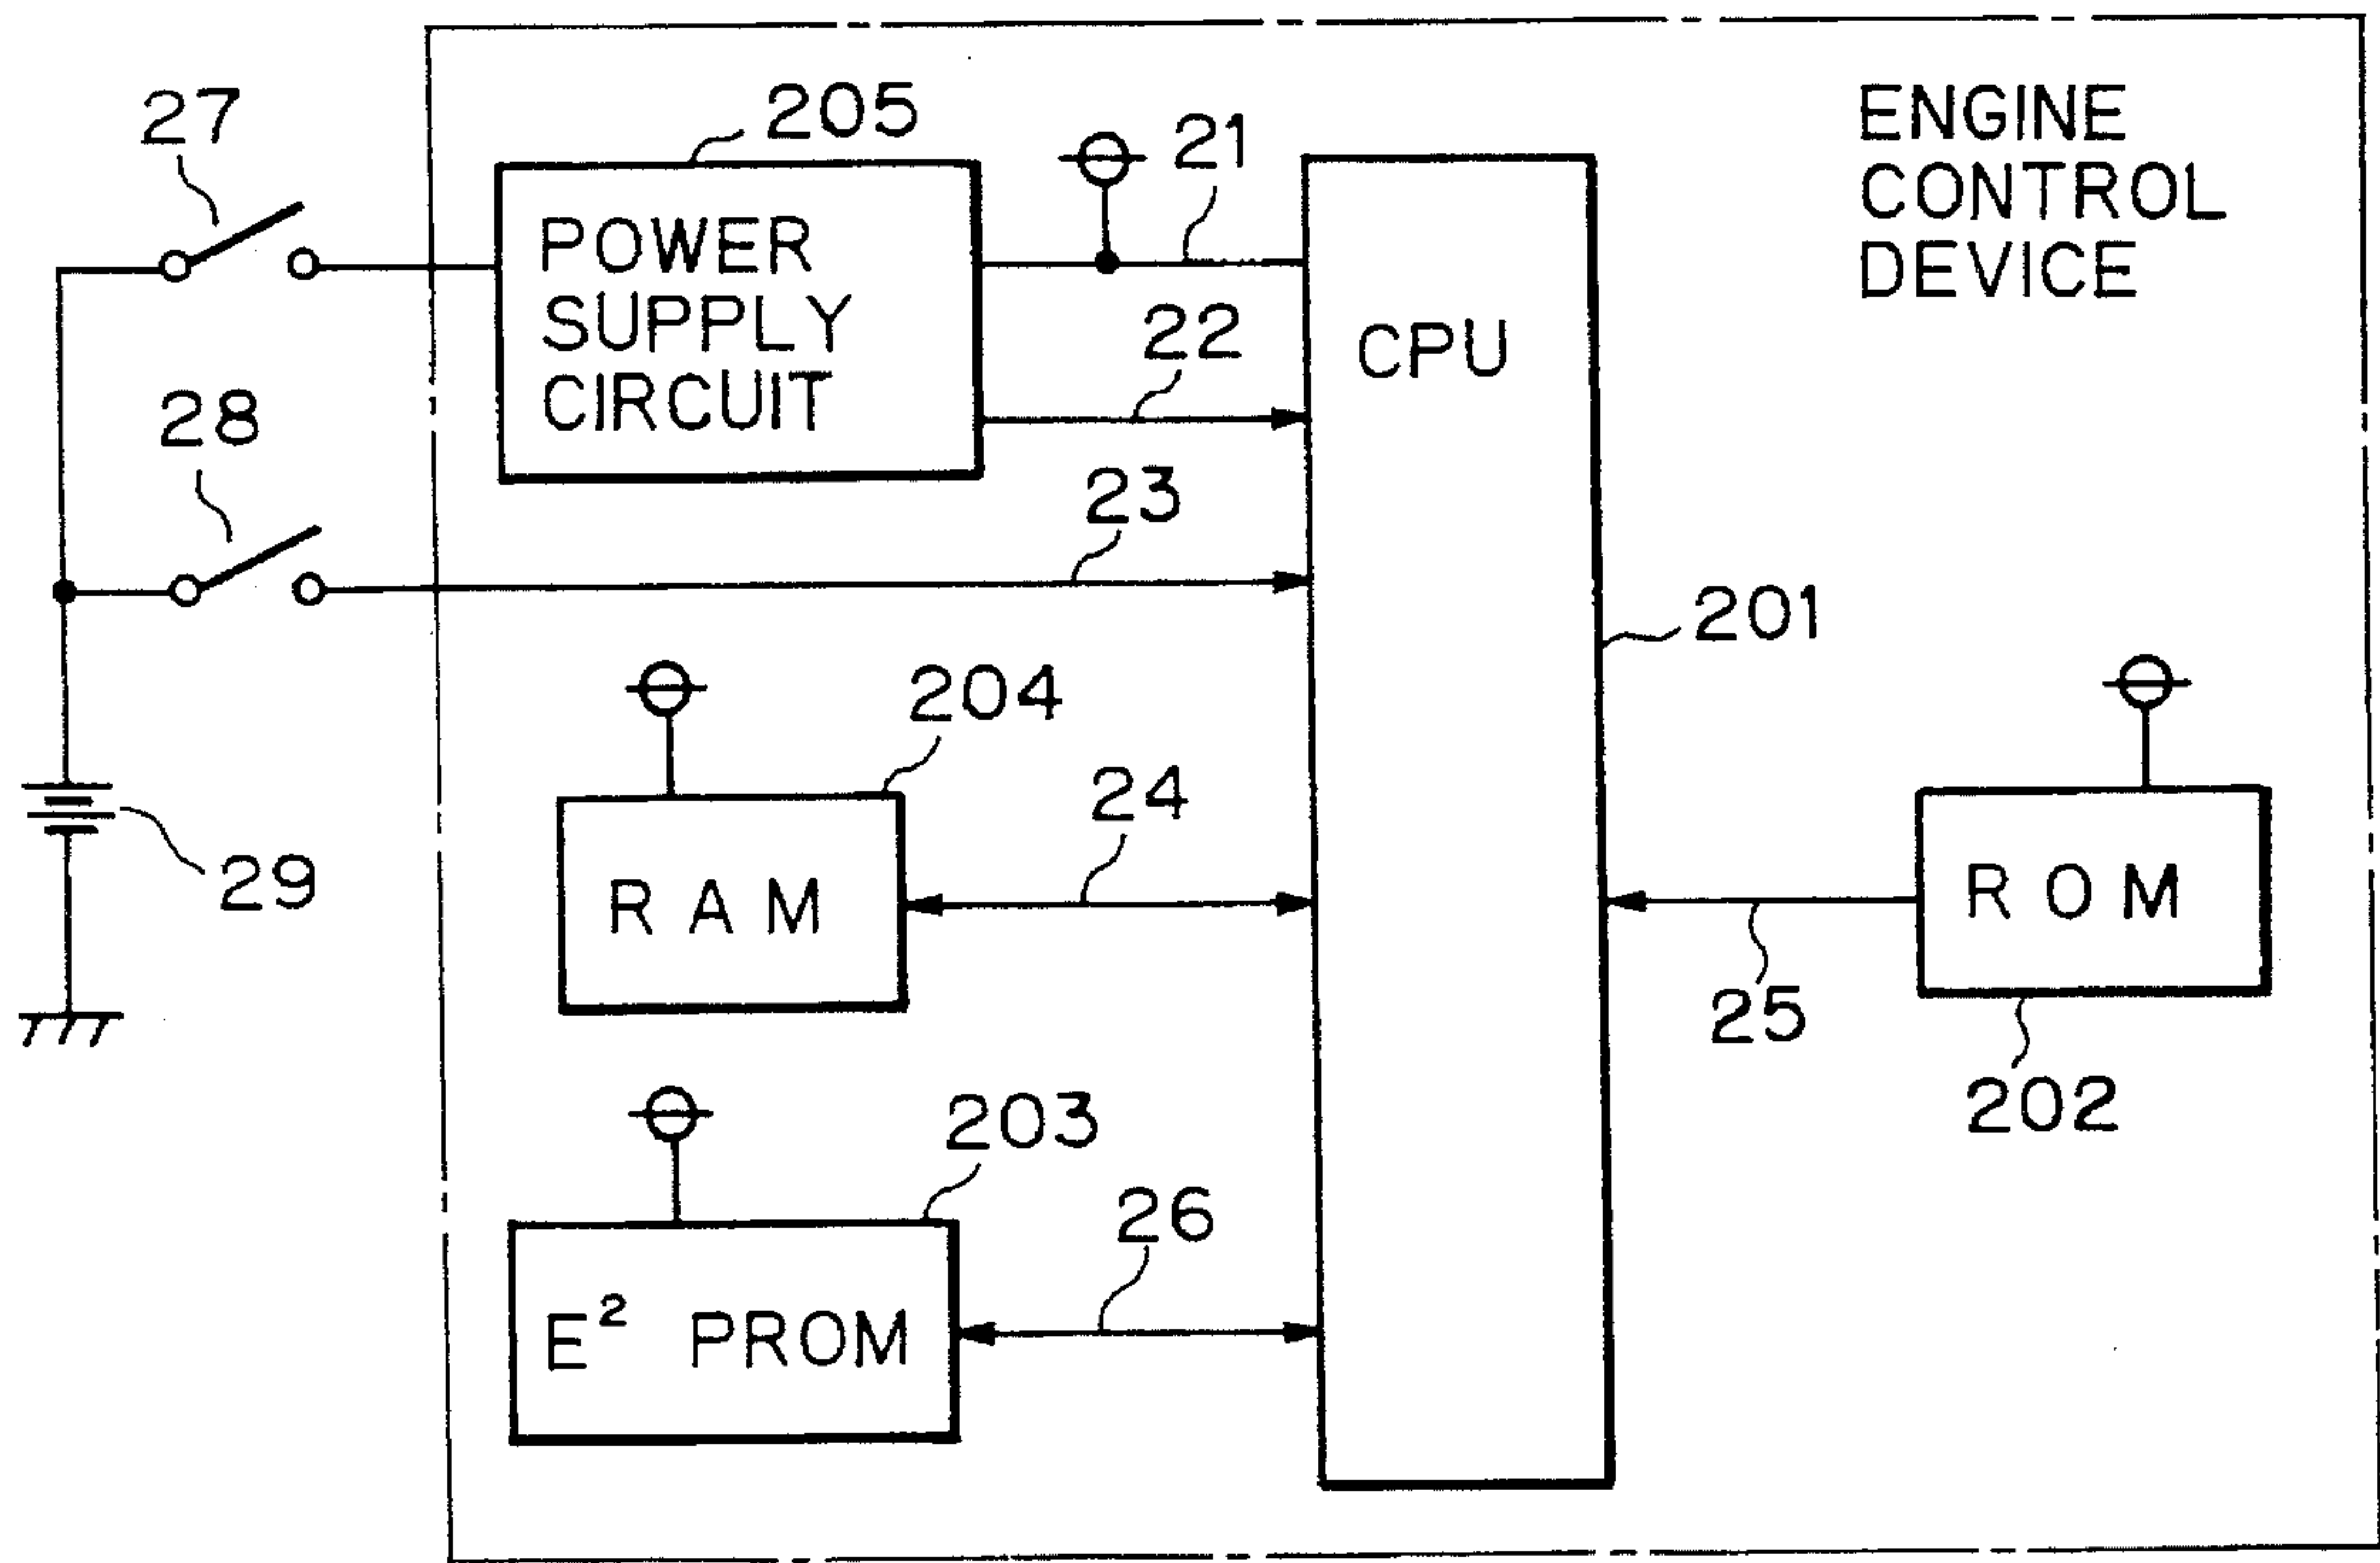 27
205
21
ENGINE
CONTROL
DEVICE
POWER
SUPPLY
CIRCUIT
22
CPU
28
23
201
204
24
29
RAM
ROM
25
202
203
26
E² PROM